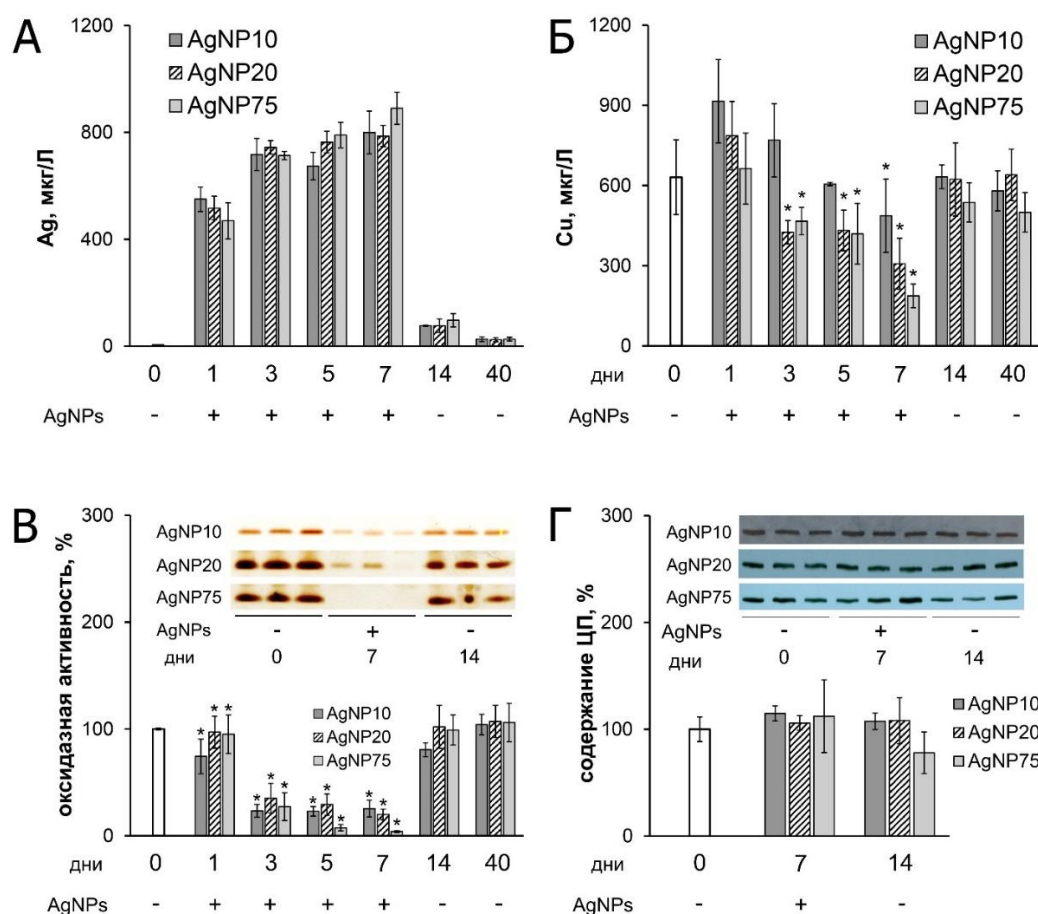 А
1200
800
400
0
Ag, мкг/Л
AgNP10
AgNP20
AgNP75
0 1 3 5 7 14 40
AgNPs - + + + + - -
Б
1200
900
600
300
0
Cu, мкг/Л
AgNP10
AgNP20
AgNP75
* * * * * * *
дни 0 1 3 5 7 14 40
AgNPs - + + + + - -
В
300
200
100
0
оксидазная активность, %
AgNP10
AgNP20
AgNP75
AgNPs - + -
дни 0 7 14
AgNP10
AgNP20
AgNP75
* * * * * * * * * * * *
дни 0 1 3 5 7 14 40
AgNPs - + + + + - -
Г
300
200
100
0
содержание ЦП, %
AgNP10
AgNP20
AgNP75
AgNPs - + -
дни 0 7 14
AgNP10
AgNP20
AgNP75
дни 0 7 14
AgNPs - + -